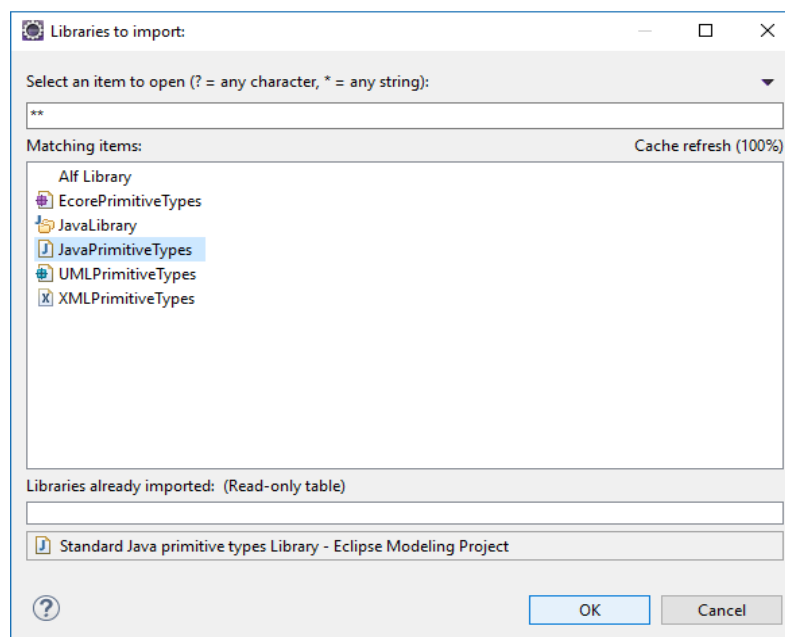 Libraries to import:
Select an item to open (? = any character, * = any string):
**
Matching items: Cache refresh (100%)
Alf Library
EcorePrimitiveTypes
JavaLibrary
JavaPrimitiveTypes
UMLPrimitiveTypes
XMLPrimitiveTypes
Libraries already imported: (Read-only table)
Standard Java primitive types Library - Eclipse Modeling Project
OK Cancel